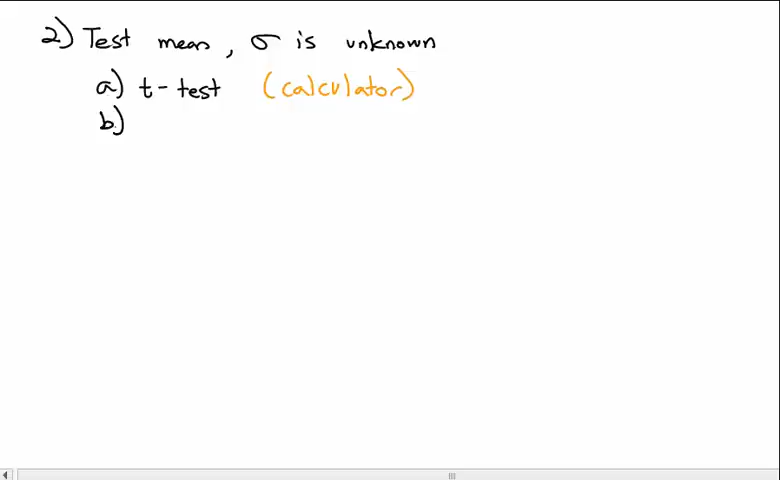 2) Test mean, σ is unknown
a) t-test (calculator)
b)